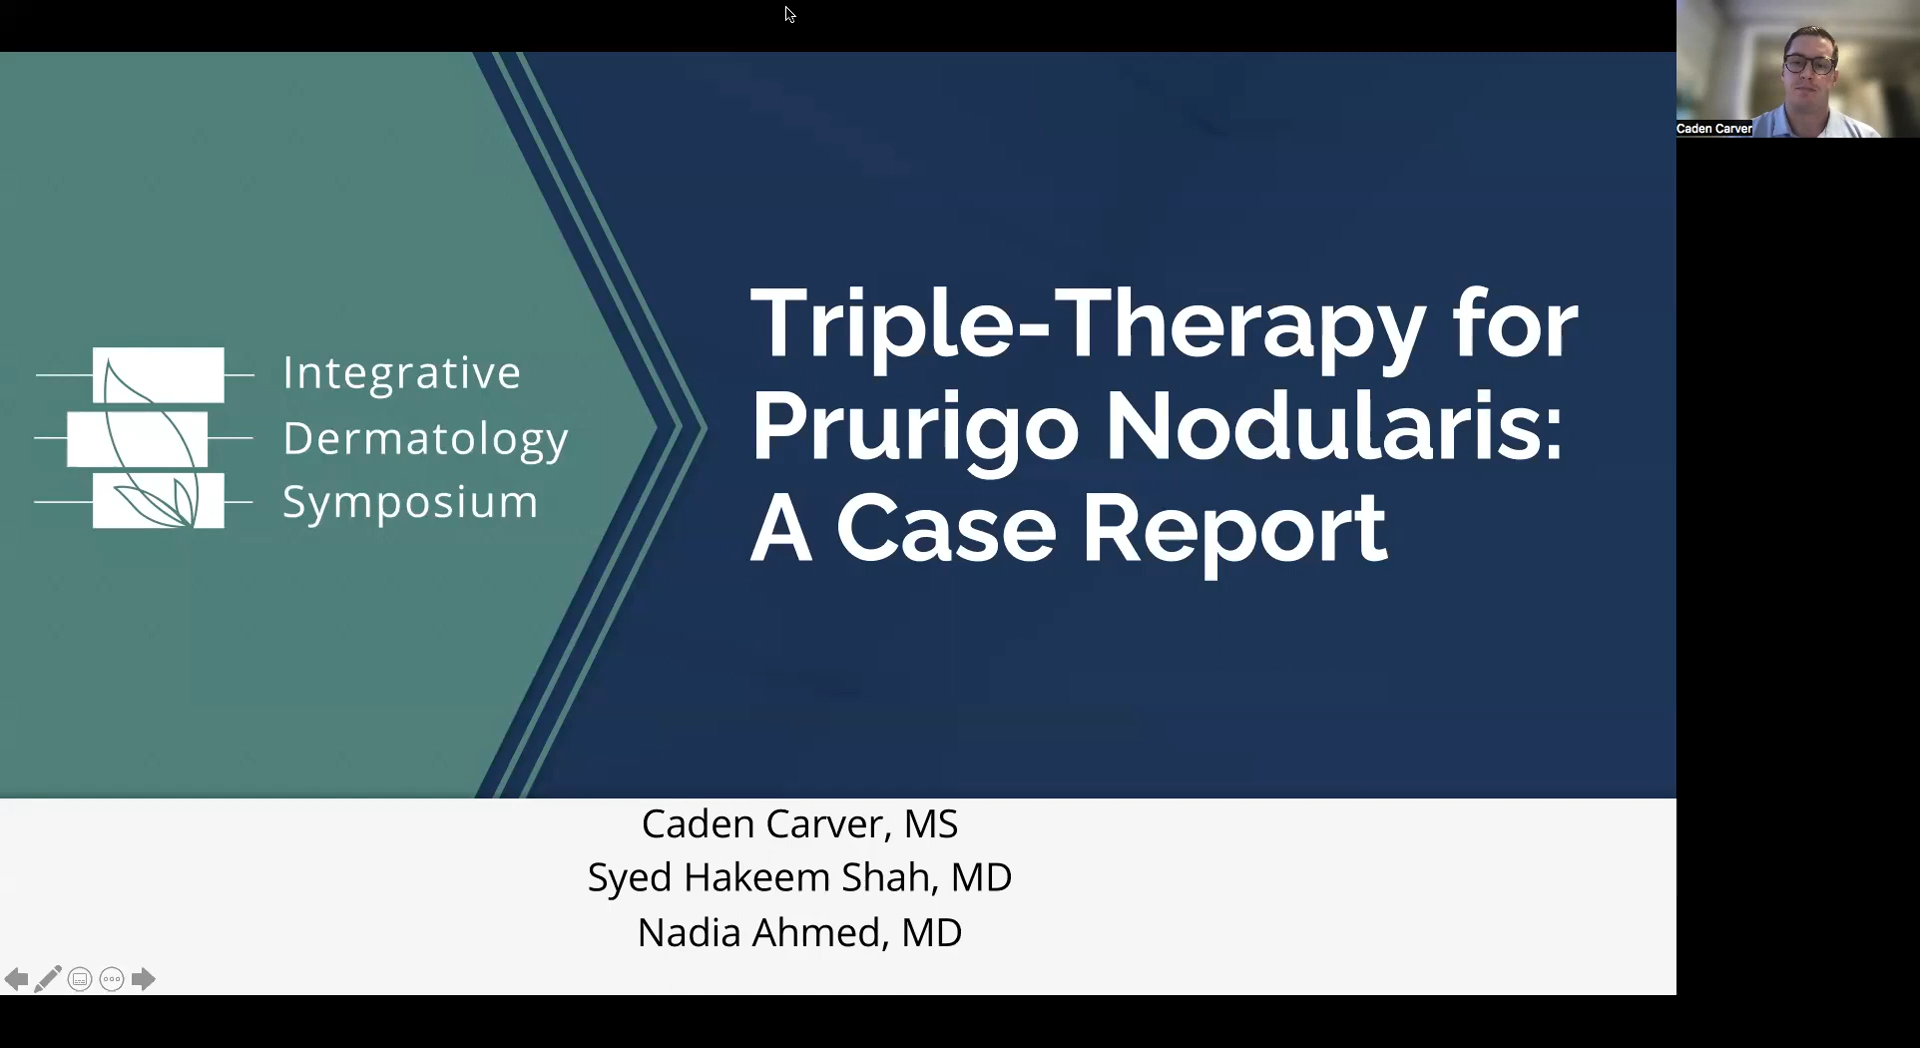 Caden Carver
Integrative
Dermatology
Symposium
Triple-Therapy for
Prurigo Nodularis:
A Case Report
Caden Carver, MS
Syed Hakeem Shah, MD
Nadia Ahmed, MD